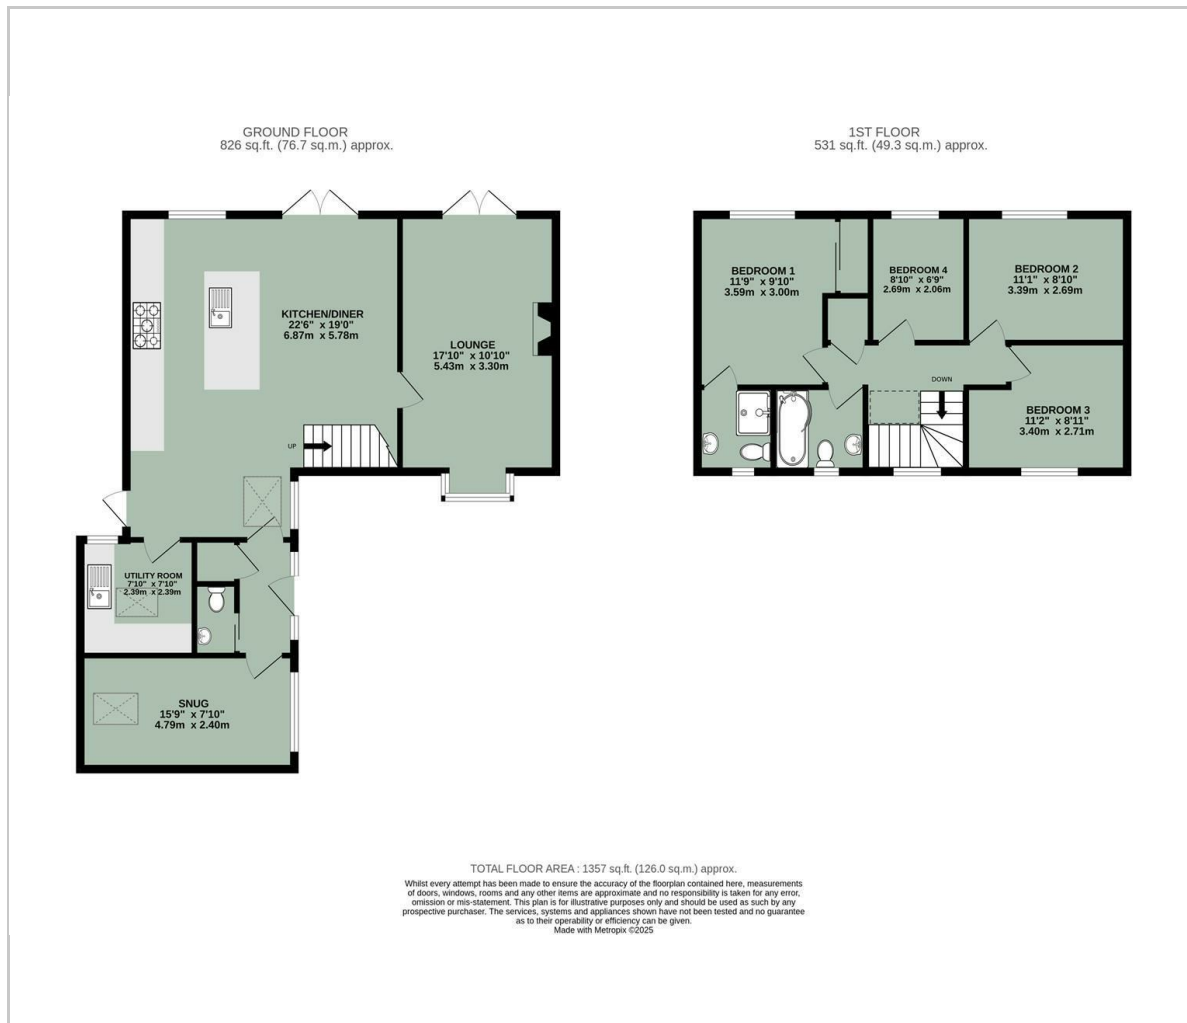 GROUND FLOOR
826 sq.ft. (76.7 sq.m.) approx.
KITCHEN/DINER
22'6" x 19'0"
6.87m x 5.78m
LOUNGE
17'10" x 10'10"
5.43m x 3.30m
UP
UTILITY ROOM
7'10" x 7'10"
2.39m x 2.39m
SNUG
15'9" x 7'10"
4.79m x 2.40m
1ST FLOOR
531 sq.ft. (49.3 sq.m.) approx.
BEDROOM 1
11'9" x 9'10"
3.59m x 3.00m
BEDROOM 4
8'10" x 6'9"
2.69m x 2.06m
BEDROOM 2
11'1" x 8'10"
3.39m x 2.69m
DOWN
BEDROOM 3
11'2" x 8'11"
3.40m x 2.71m
TOTAL FLOOR AREA : 1357 sq.ft. (126.0 sq.m.) approx.
Whilst every attempt has been made to ensure the accuracy of the floorplan contained here, measurements
of doors, windows, rooms and any other items are approximate and no responsibility is taken for any error,
omission or mis-statement. This plan is for illustrative purposes only and should be used as such by any
prospective purchaser. The services, systems and appliances shown have not been tested and no guarantee
as to their operability or efficiency can be given.
Made with Metropix ©2025